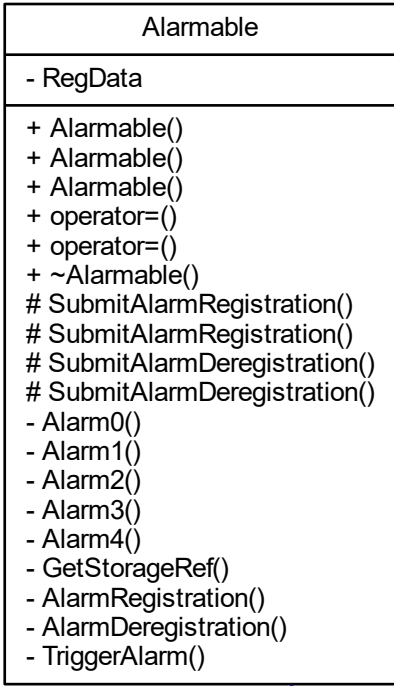 Alarmable
- RegData
+ Alarmable()
+ Alarmable()
+ Alarmable()
+ operator=()
+ operator=()
+ ~Alarmable()
# SubmitAlarmRegistration()
# SubmitAlarmRegistration()
# SubmitAlarmDeregistration()
# SubmitAlarmDeregistration()
- Alarm0()
- Alarm1()
- Alarm2()
- Alarm3()
- Alarm4()
- GetStorageRef()
- AlarmRegistration()
- AlarmDeregistration()
- TriggerAlarm()